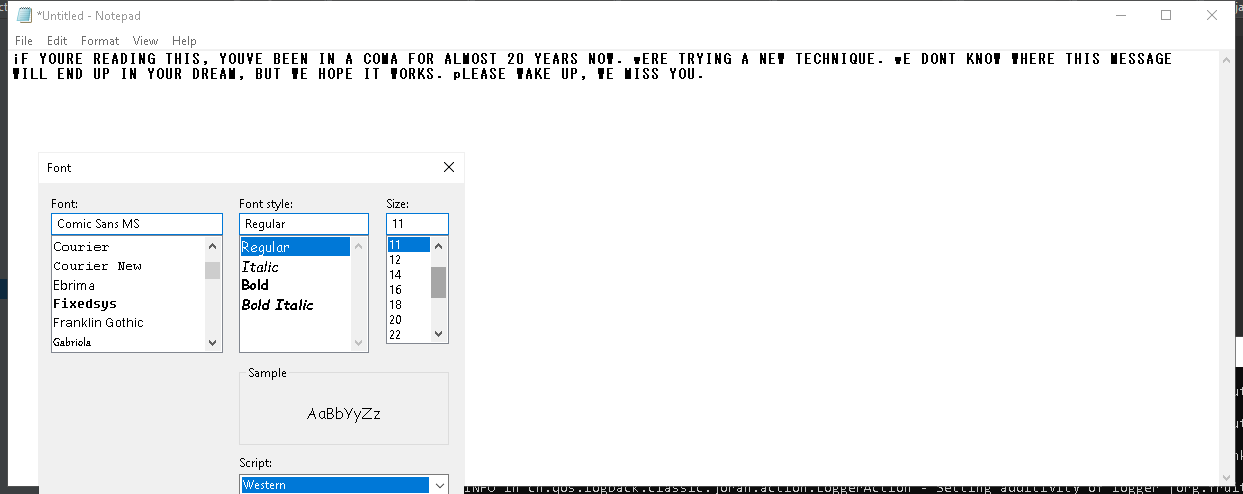 *Untitled - Notepad
File Edit Format View Help
iF YOURE READING THIS, YOUVE BEEN IN A COMA FOR ALMOST 20 YEARS NOW. wERE TRYING A NEW TECHNIQUE. wE DONT KNOW WHERE THIS MESSAGE
WILL END UP IN YOUR DREAM, BUT WE HOPE IT WORKS. pLEASE WAKE UP, WE MISS YOU.
Font
Font: Font style: Size:
Comic Sans MS Regular 11
Courier Regular 11
Courier New Italic 12
Ebrima Bold 14
Fixedsys Bold Italic 16
Franklin Gothic 18
Gabriola 20
22
Sample
AaBbYyZz
Script:
Western
INFO in ch.qos.logback.classic.joran.action.LoggerAction - Setting additivity of logger